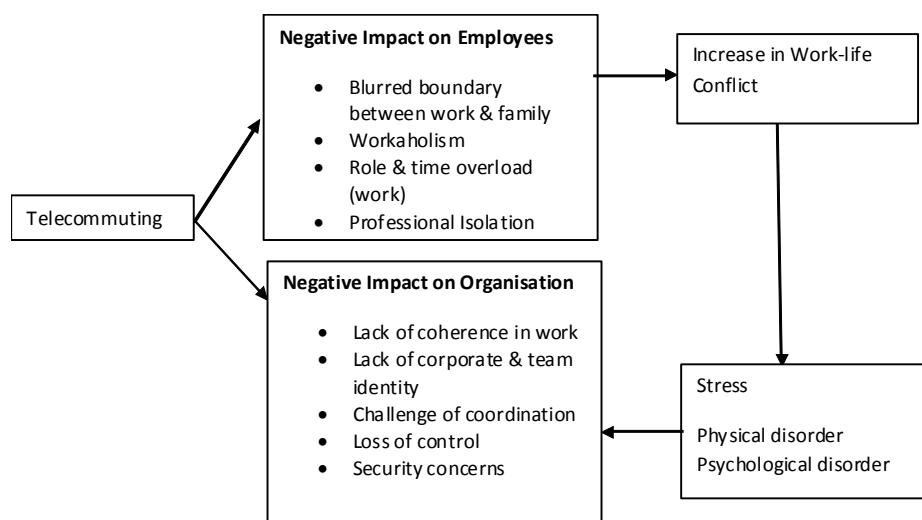 Negative Impact on Employees
• Blurred boundary
between work & family
• Workaholism
• Role & time overload
(work)
• Professional Isolation
Increase in Work-life
Conflict
Telecommuting
Negative Impact on Organisation
• Lack of coherence in work
• Lack of corporate & team
identity
• Challenge of coordination
• Loss of control
• Security concerns
Stress
Physical disorder
Psychological disorder